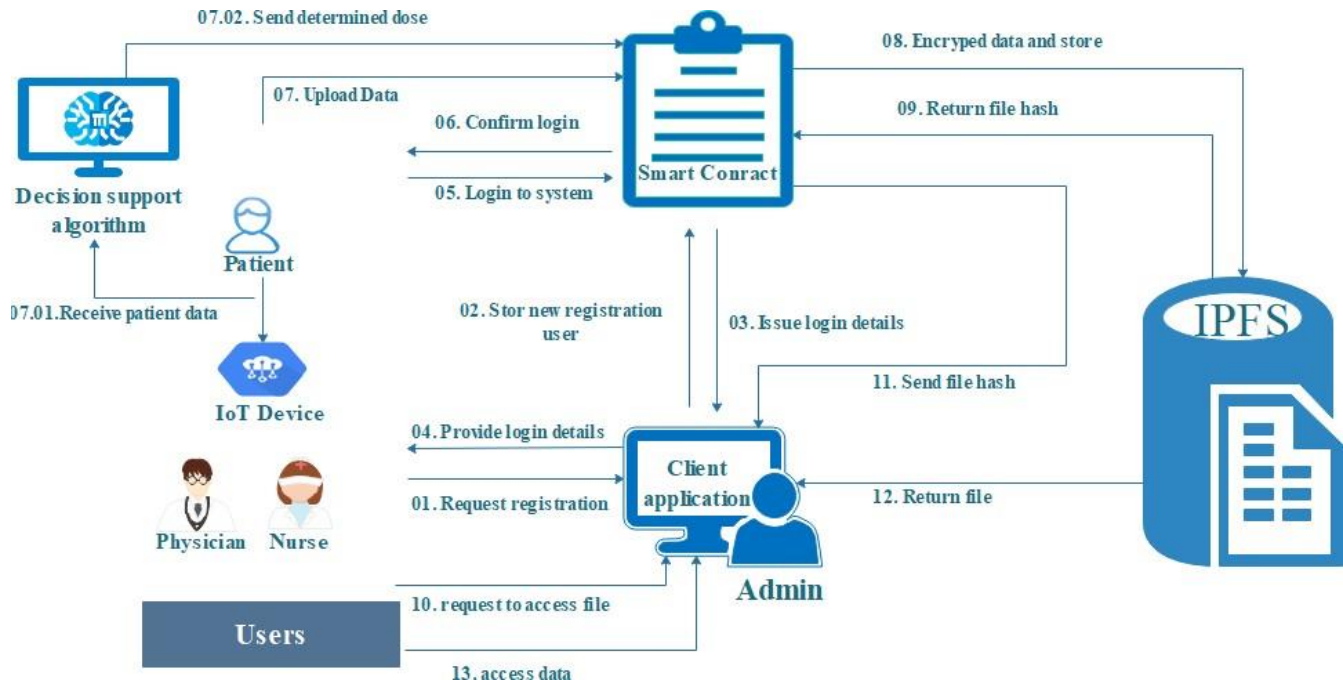 07.02. Send determined dose
08. Encryped data and store
07. Upload Data
09. Return file hash
06. Confirm login
Smart Conract
05. Login to system
Decision support
algorithm
Patient
07.01.Receive patient data
02. Stor new registration
user
03. Issue login details
IPFS
11. Send file hash
IoT Device
04. Provide login details
Client
application
12. Return file
01. Request registration
Physician
Nurse
Admin
10. request to access file
Users
13. access data